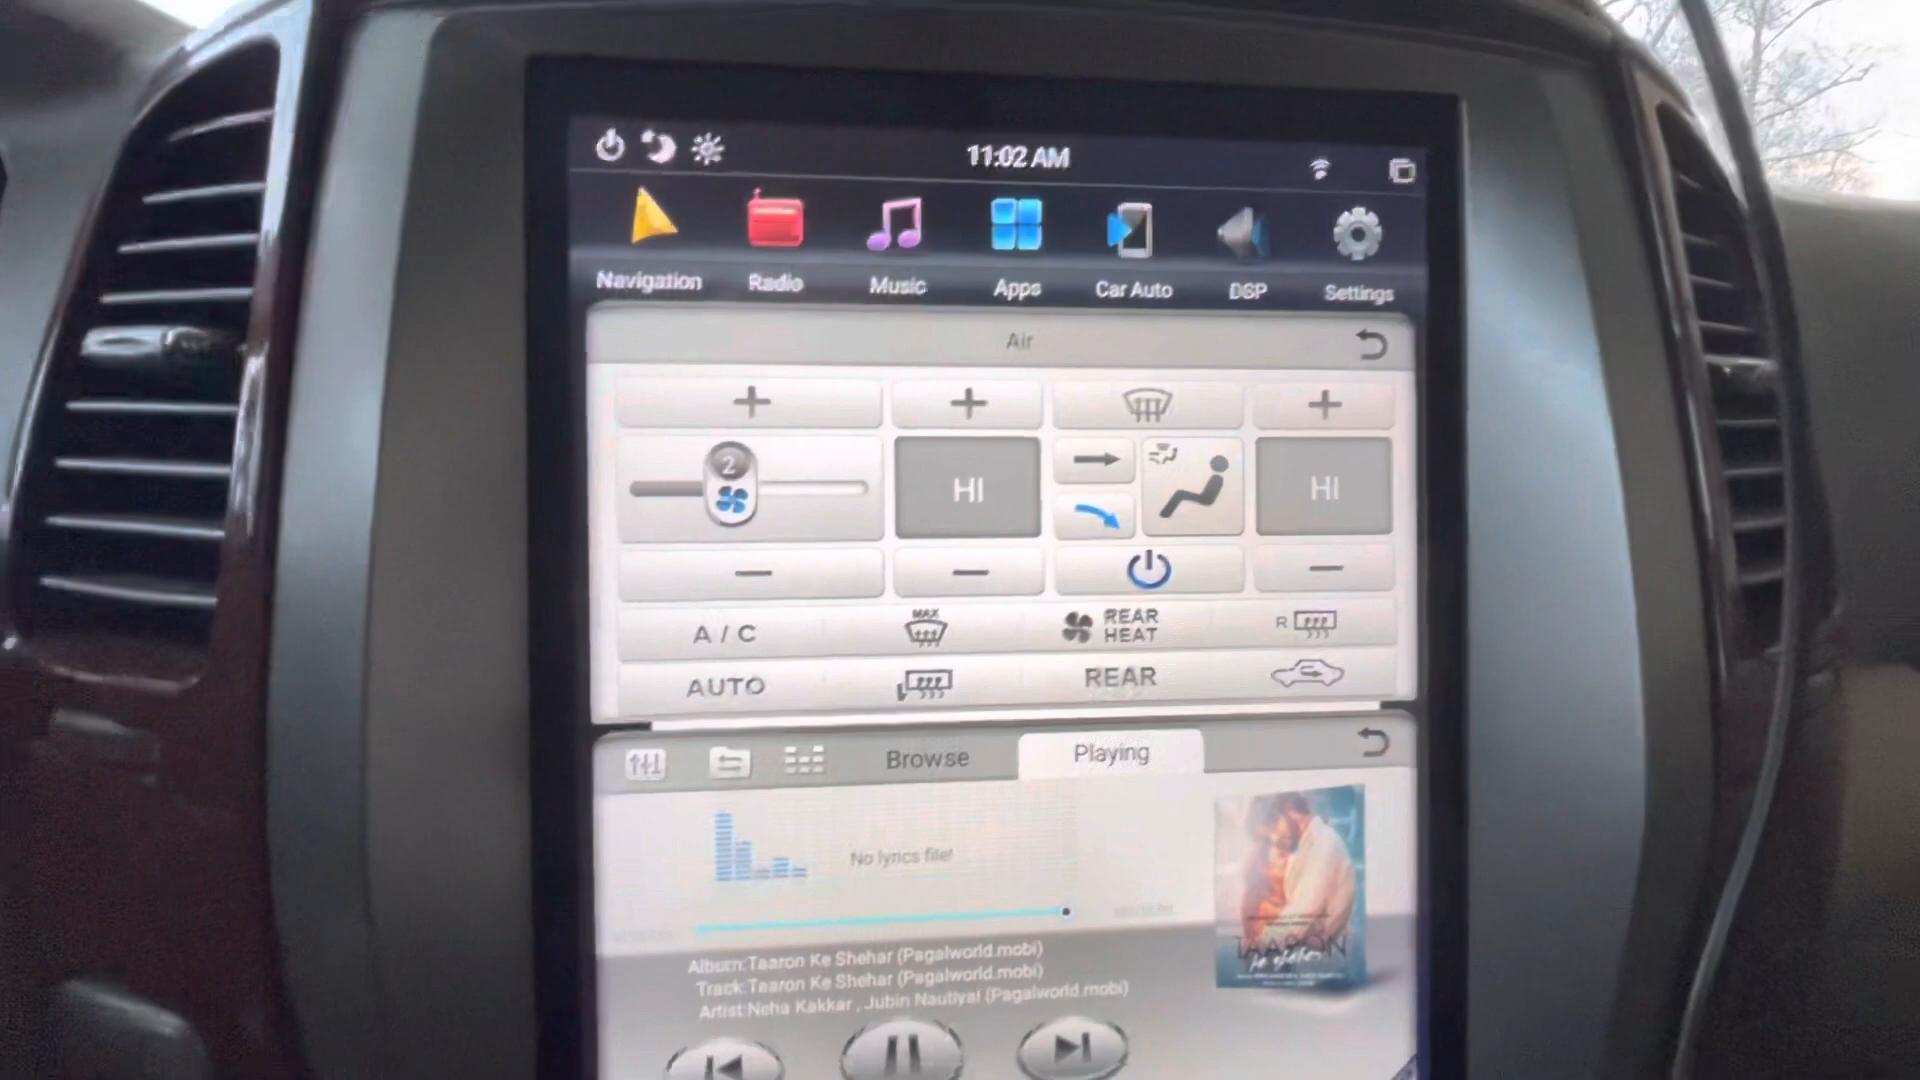 11:02 AM
Navigation Radio Music Apps Car Auto DSP Settings
Air
2 HI HI
A / C MAX REAR HEAT R
AUTO REAR
Browse Playing
No lyrics file!
Album:Taaron Ke Shehar (Pagalworld.mobi)
Track:Taaron Ke Shehar (Pagalworld.mobi)
Artist:Neha Kakkar , Jubin Nautiyal (Pagalworld.mobi)
TAARON